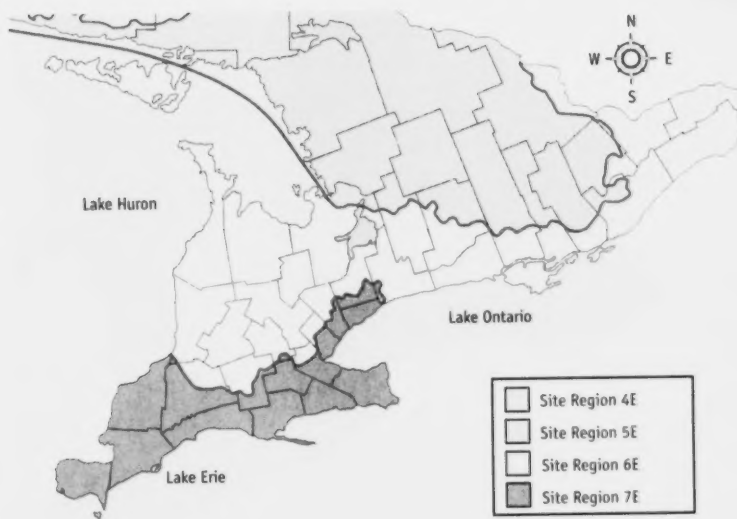 N
W E
S
Lake Huron
Lake Ontario
Lake Erie
Site Region 4E
Site Region 5E
Site Region 6E
Site Region 7E